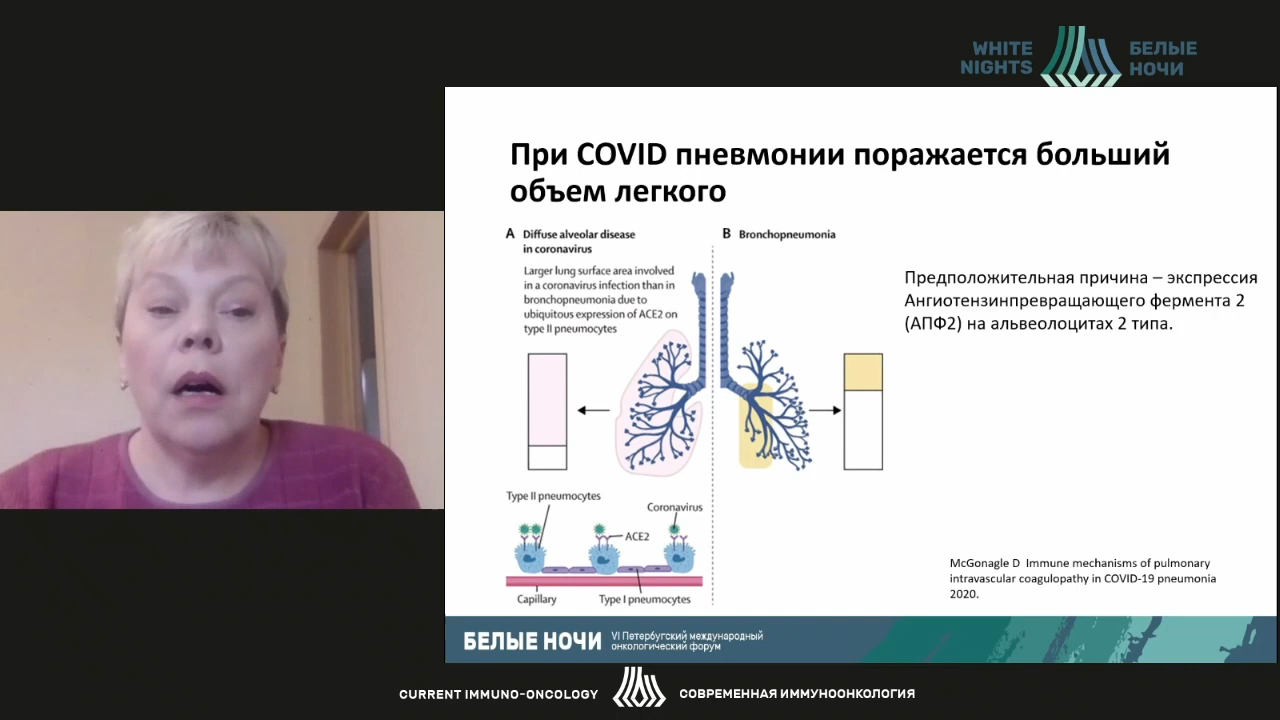 WHITE
NIGHTS
БЕЛЫЕ
НОЧИ
При COVID пневмонии поражается больший
объем легкого
A Diffuse alveolar disease
in coronavirus
Larger lung surface area involved
in a coronavirus infection than in
bronchopneumonia due to
ubiquitous expression of ACE2 on
type II pneumocytes
B Bronchopneumonia
Предположительная причина – экспрессия
Ангиотензинпревращающего фермента 2
(АПФ2) на альвеолоцитах 2 типа.
Type II pneumocytes
Coronavirus
ACE2
Capillary
Type I pneumocytes
McGonagle D Immune mechanisms of pulmonary
intravascular coagulopathy in COVID-19 pneumonia
2020.
БЕЛЫЕ НОЧИ
VI Петербугский международный
онкологический форум
CURRENT IMMUNO-ONCOLOGY
СОВРЕМЕННАЯ ИММУНООНКОЛОГИЯ